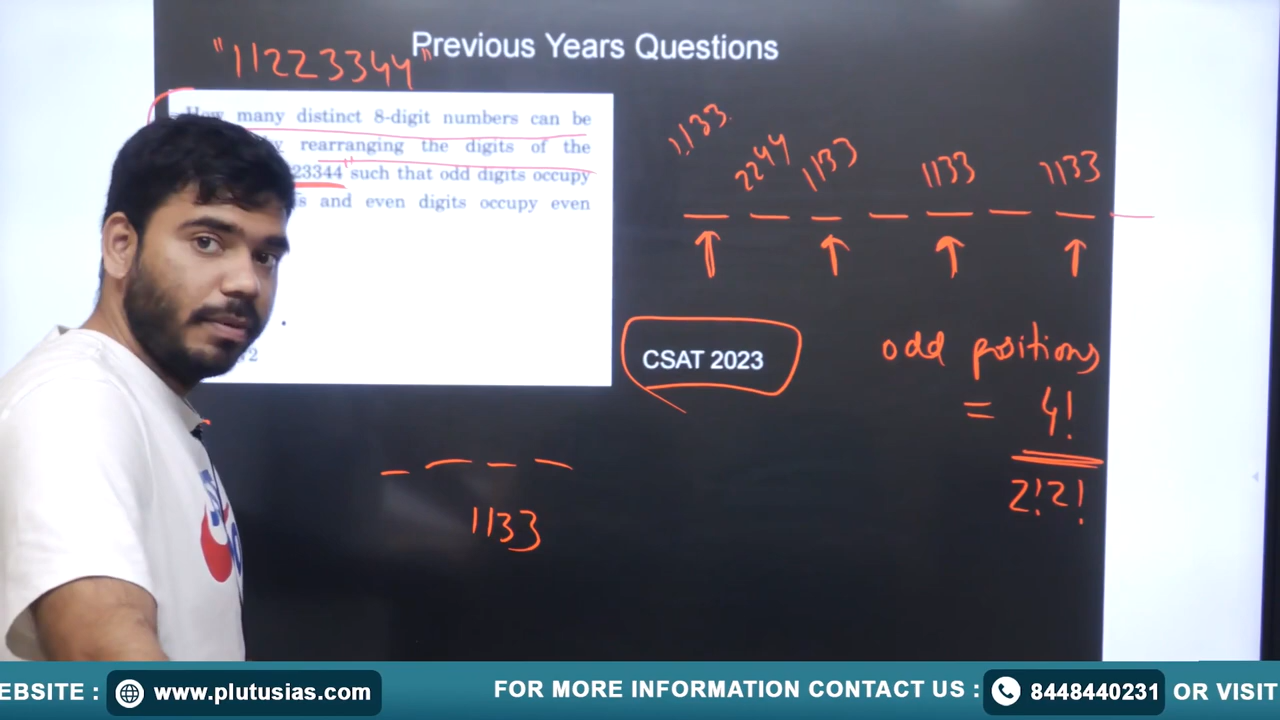 Previous Years Questions
"11223344"
How many distinct 8-digit numbers can be
by rearranging the digits of the
23344" such that odd digits occupy
and even digits occupy even
2
1133 2244 1133 1133 1133
CSAT 2023
odd positions
= 4!
2!2!
1133
EBSITE : www.plutusias.com FOR MORE INFORMATION CONTACT US : 8448440231 OR VISIT